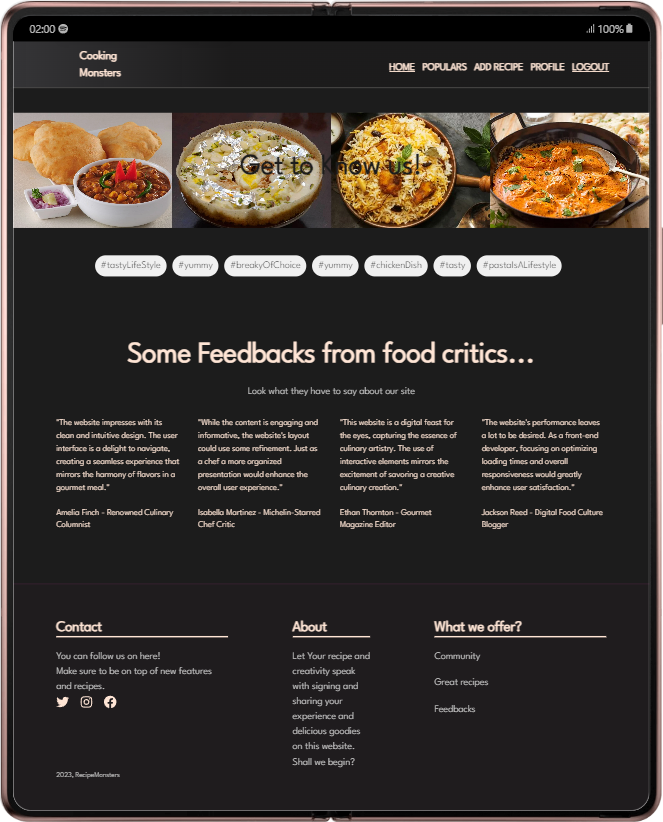 02:00 100%
Cooking
Monsters
HOME POPULARS ADD RECIPE PROFILE LOGOUT
Get to Know us!
#tastyLifeStyle #yummy #breakyOfChoice #yummy #chickenDish #tasty #pastaIsALifestyle
Some Feedbacks from food critics...
Look what they have to say about our site
"The website impresses with its
clean and intuitive design. The user
interface is a delight to navigate,
creating a seamless experience that
mirrors the harmony of flavors in a
gourmet meal."
Amelia Finch - Renowned Culinary
Columnist
"While the content is engaging and
informative, the website's layout
could use some refinement. Just as
a chef a more organized
presentation would enhance the
overall user experience."
Isabella Martinez - Michelin-Starred
Chef Critic
"This website is a digital feast for
the eyes, capturing the essence of
culinary artistry. The use of
interactive elements mirrors the
excitement of savoring a creative
culinary creation."
Ethan Thornton - Gourmet
Magazine Editor
"The website's performance leaves
a lot to be desired. As a front-end
developer, focusing on optimizing
loading times and overall
responsiveness would greatly
enhance user satisfaction."
Jackson Reed - Digital Food Culture
Blogger
Contact
You can follow us on here!
Make sure to be on top of new features
and recipes.
2023, RecipeMonsters
About
Let Your recipe and
creativity speak
with signing and
sharing your
experience and
delicious goodies
on this website.
Shall we begin?
What we offer?
Community
Great recipes
Feedbacks